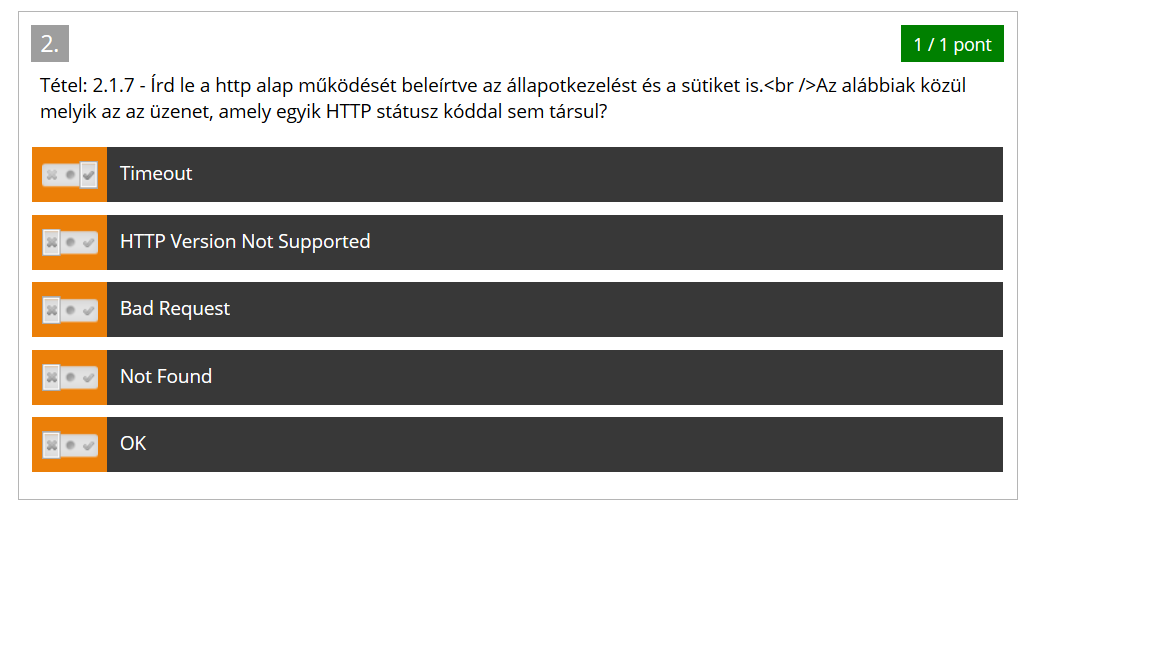 2.
1 / 1 pont
Tétel: 2.1.7 - Írd le a http alap működését beleírtve az állapotkezelést és a sütiket is.<br />Az alábbiak közül
melyik az az üzenet, amely egyik HTTP státusz kóddal sem társul?
Timeout
HTTP Version Not Supported
Bad Request
Not Found
OK